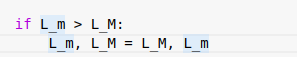 if L_m > L_M:
    L_m, L_M = L_M, L_m